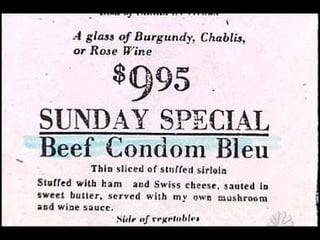 A glass of Burgundy, Chablis,
or Rose Wine
$9.95
SUNDAY SPECIAL
Beef Condom Bleu
Thin sliced of stuffed sirloin
Stuffed with ham and Swiss cheese, sauted in
sweet butter, served with my own mushroom
and wine sauce.
Side of vegetables